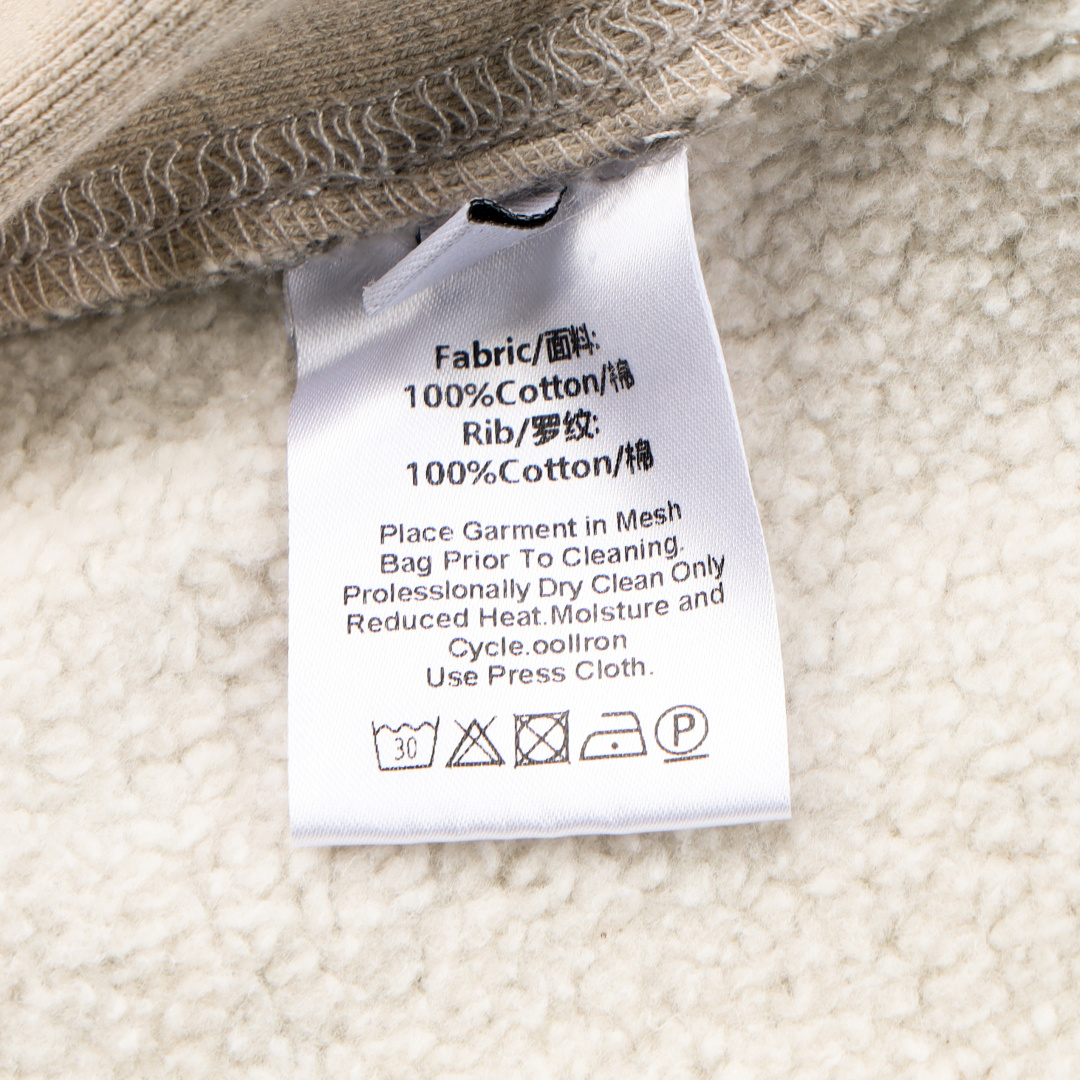 Fabric/面料:
100%Cotton/棉
Rib/罗纹:
100%Cotton/棉
Place Garment in Mesh
Bag Prior To Cleaning.
Prolesslonally Dry Clean Only
Reduced Heat.Molsture and
Cycle.oollron
Use Press Cloth.
30
P